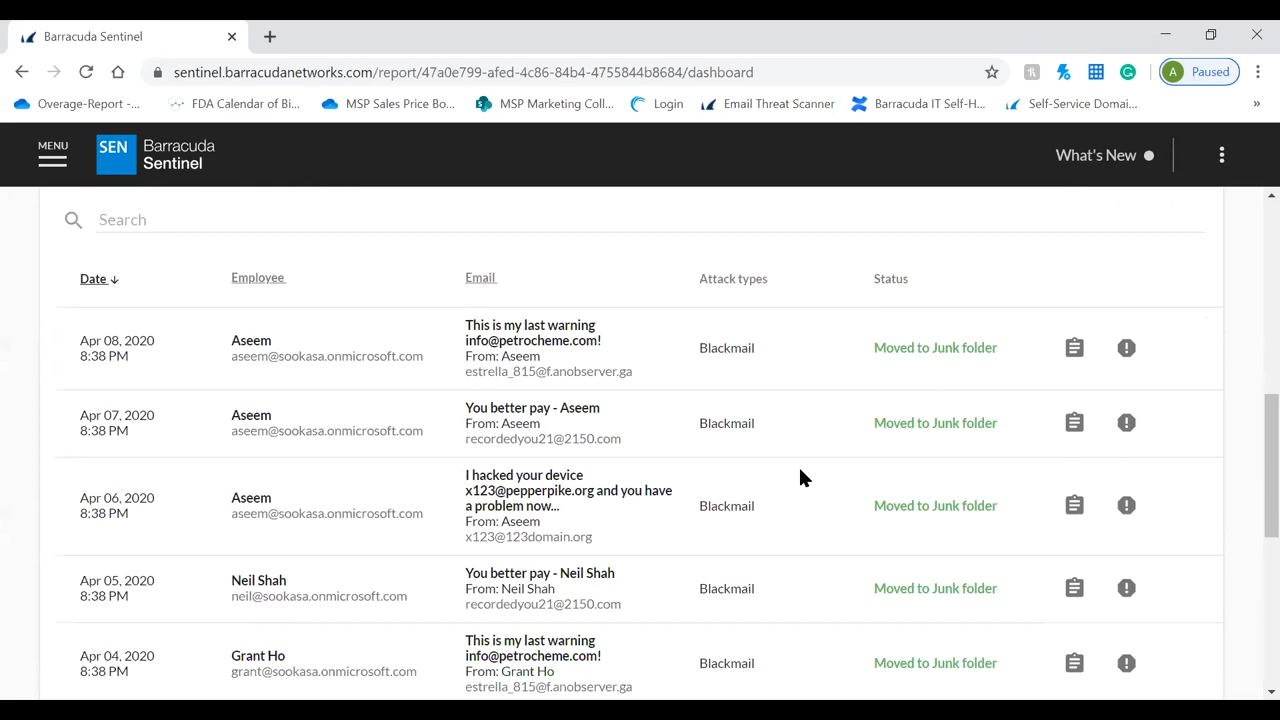 Barracuda Sentinel
sentinel.barracudanetworks.com/report/47a0e7c9-afed-4c86-84b4-4755844b8684/dashboard
A Paused
Overage-Report -...
FDA Calendar of Bi...
MSP Sales Price Bo...
MSP Marketing Coll...
Login
Email Threat Scanner
Barracuda IT Self-H...
Self-Service Domai...
»
MENU
SEN Barracuda
Sentinel
What's New
Search
Date Employee Email Attack types Status
Apr 08, 2020
8:38 PM
Aseem
aseem@sookasa.onmicrosoft.com
This is my last warning
info@petrocheme.com!
From: Aseem
estrella_815@f.anobserver.ga
Blackmail
Moved to Junk folder
Apr 07, 2020
8:38 PM
Aseem
aseem@sookasa.onmicrosoft.com
You better pay - Aseem
From: Aseem
recordedyou21@2150.com
Blackmail
Moved to Junk folder
Apr 06, 2020
8:38 PM
Aseem
aseem@sookasa.onmicrosoft.com
I hacked your device
x123@pepperpike.org and you have
a problem now...
From: Aseem
x123@123domain.org
Blackmail
Moved to Junk folder
Apr 05, 2020
8:38 PM
Neil Shah
neil@sookasa.onmicrosoft.com
You better pay - Neil Shah
From: Neil Shah
recordedyou21@2150.com
Blackmail
Moved to Junk folder
Apr 04, 2020
8:38 PM
Grant Ho
grant@sookasa.onmicrosoft.com
This is my last warning
info@petrocheme.com!
From: Grant Ho
estrella_815@f.anobserver.ga
Blackmail
Moved to Junk folder